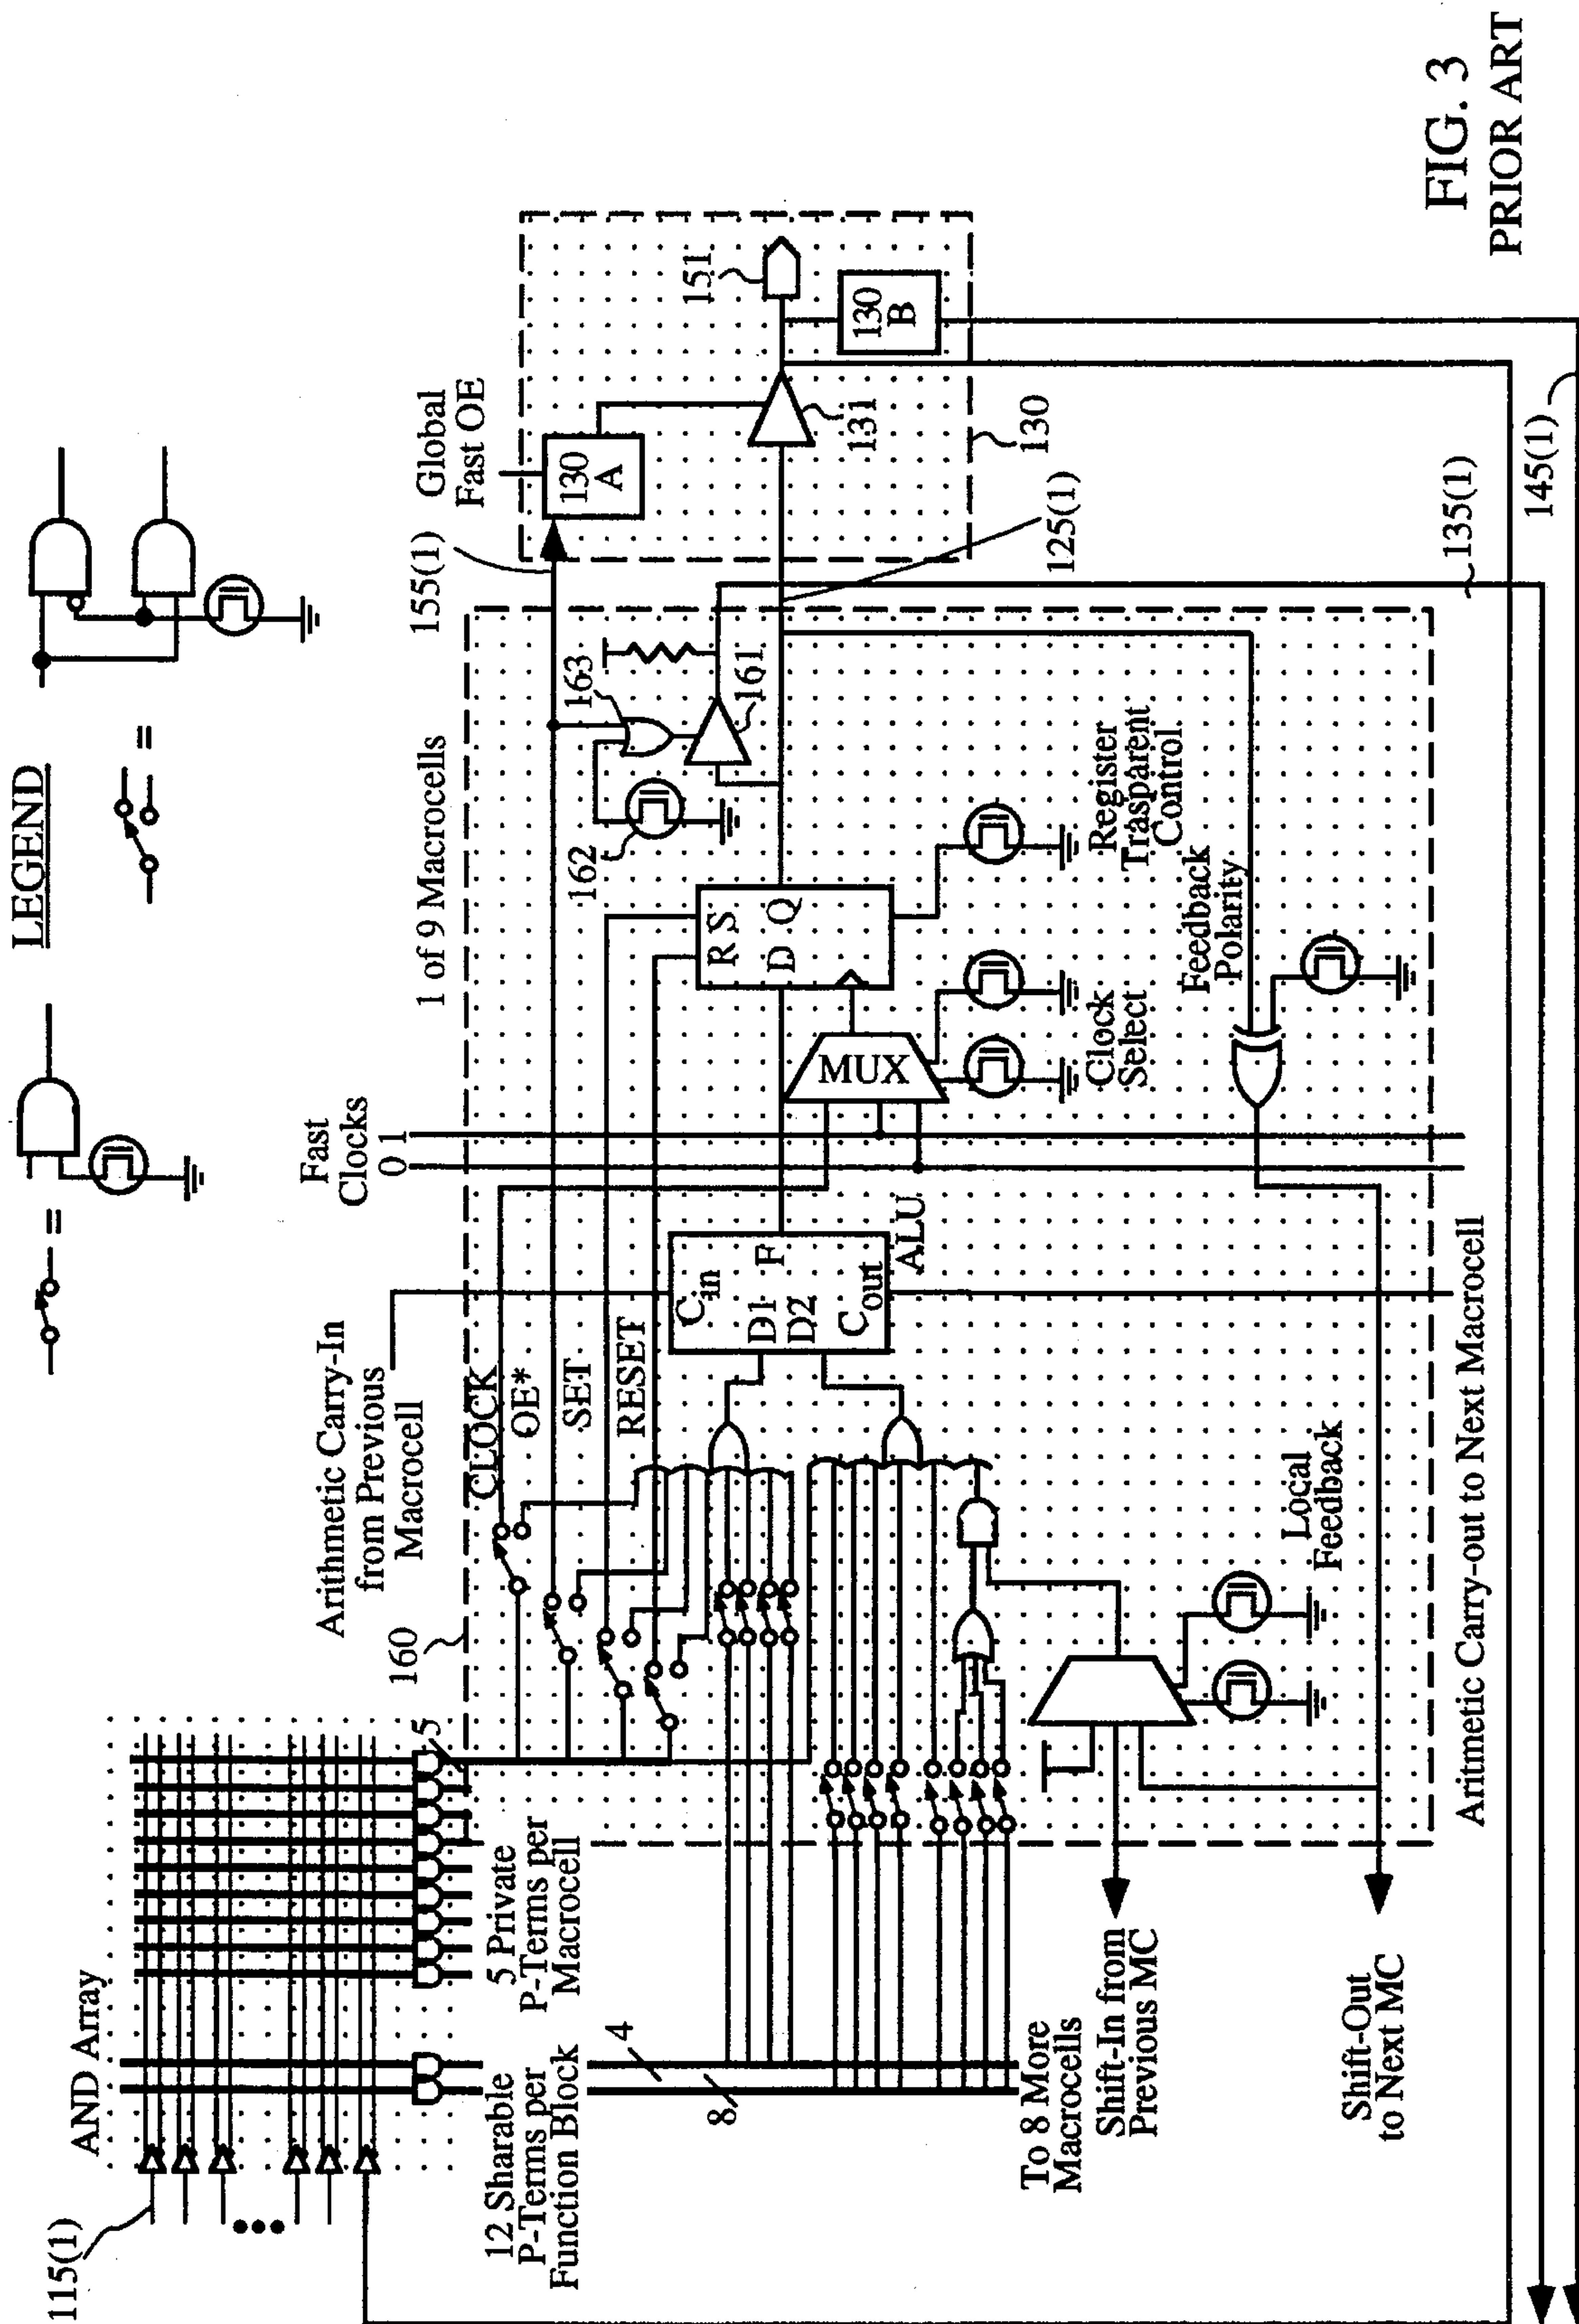 LEGEND
=
=
115(1)
AND Array
5
12 Sharable
P-Terms per
Function Block
5 Private
P-Terms per
Macrocell
4
8
To 8 More
Macrocells
Shift-In from
Previous MC
Shift-Out
to Next MC
160
Arithmetic Carry-In
from Previous
Macrocell
CLOCK
OE*
SET
RESET
Cin
D1
D2
F
Cout
ALU
Local
Feedback
Fast
Clocks
0 1
1 of 9 Macrocells
MUX
R S
D Q
Clock
Select
Register
Trasparent
Control
Feedback
Polarity
162
163
161
155(1)
Global
Fast OE
130
A
131
130
B
151
130
125(1)
135(1)
145(1)
Aritmetic Carry-out to Next Macrocell
FIG. 3
PRIOR ART